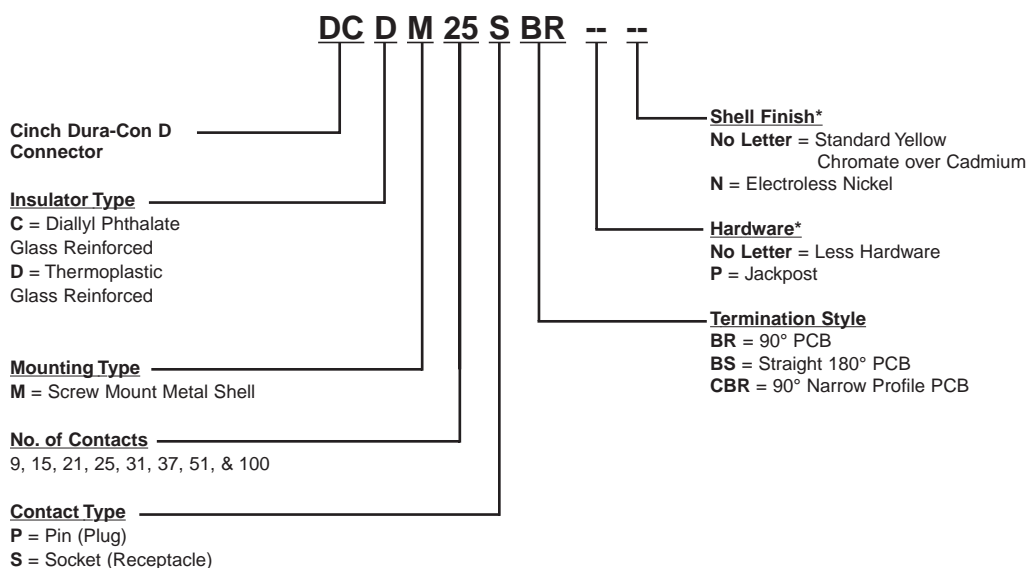 DC D M 25 S BR -- --
Cinch Dura-Con D
Connector
Insulator Type
C = Diallyl Phthalate
Glass Reinforced
D = Thermoplastic
Glass Reinforced
Mounting Type
M = Screw Mount Metal Shell
No. of Contacts
9, 15, 21, 25, 31, 37, 51, & 100
Contact Type
P = Pin (Plug)
S = Socket (Receptacle)
Shell Finish*
No Letter = Standard Yellow
Chromate over Cadmium
N = Electroless Nickel
Hardware*
No Letter = Less Hardware
P = Jackpost
Termination Style
BR = 90° PCB
BS = Straight 180° PCB
CBR = 90° Narrow Profile PCB